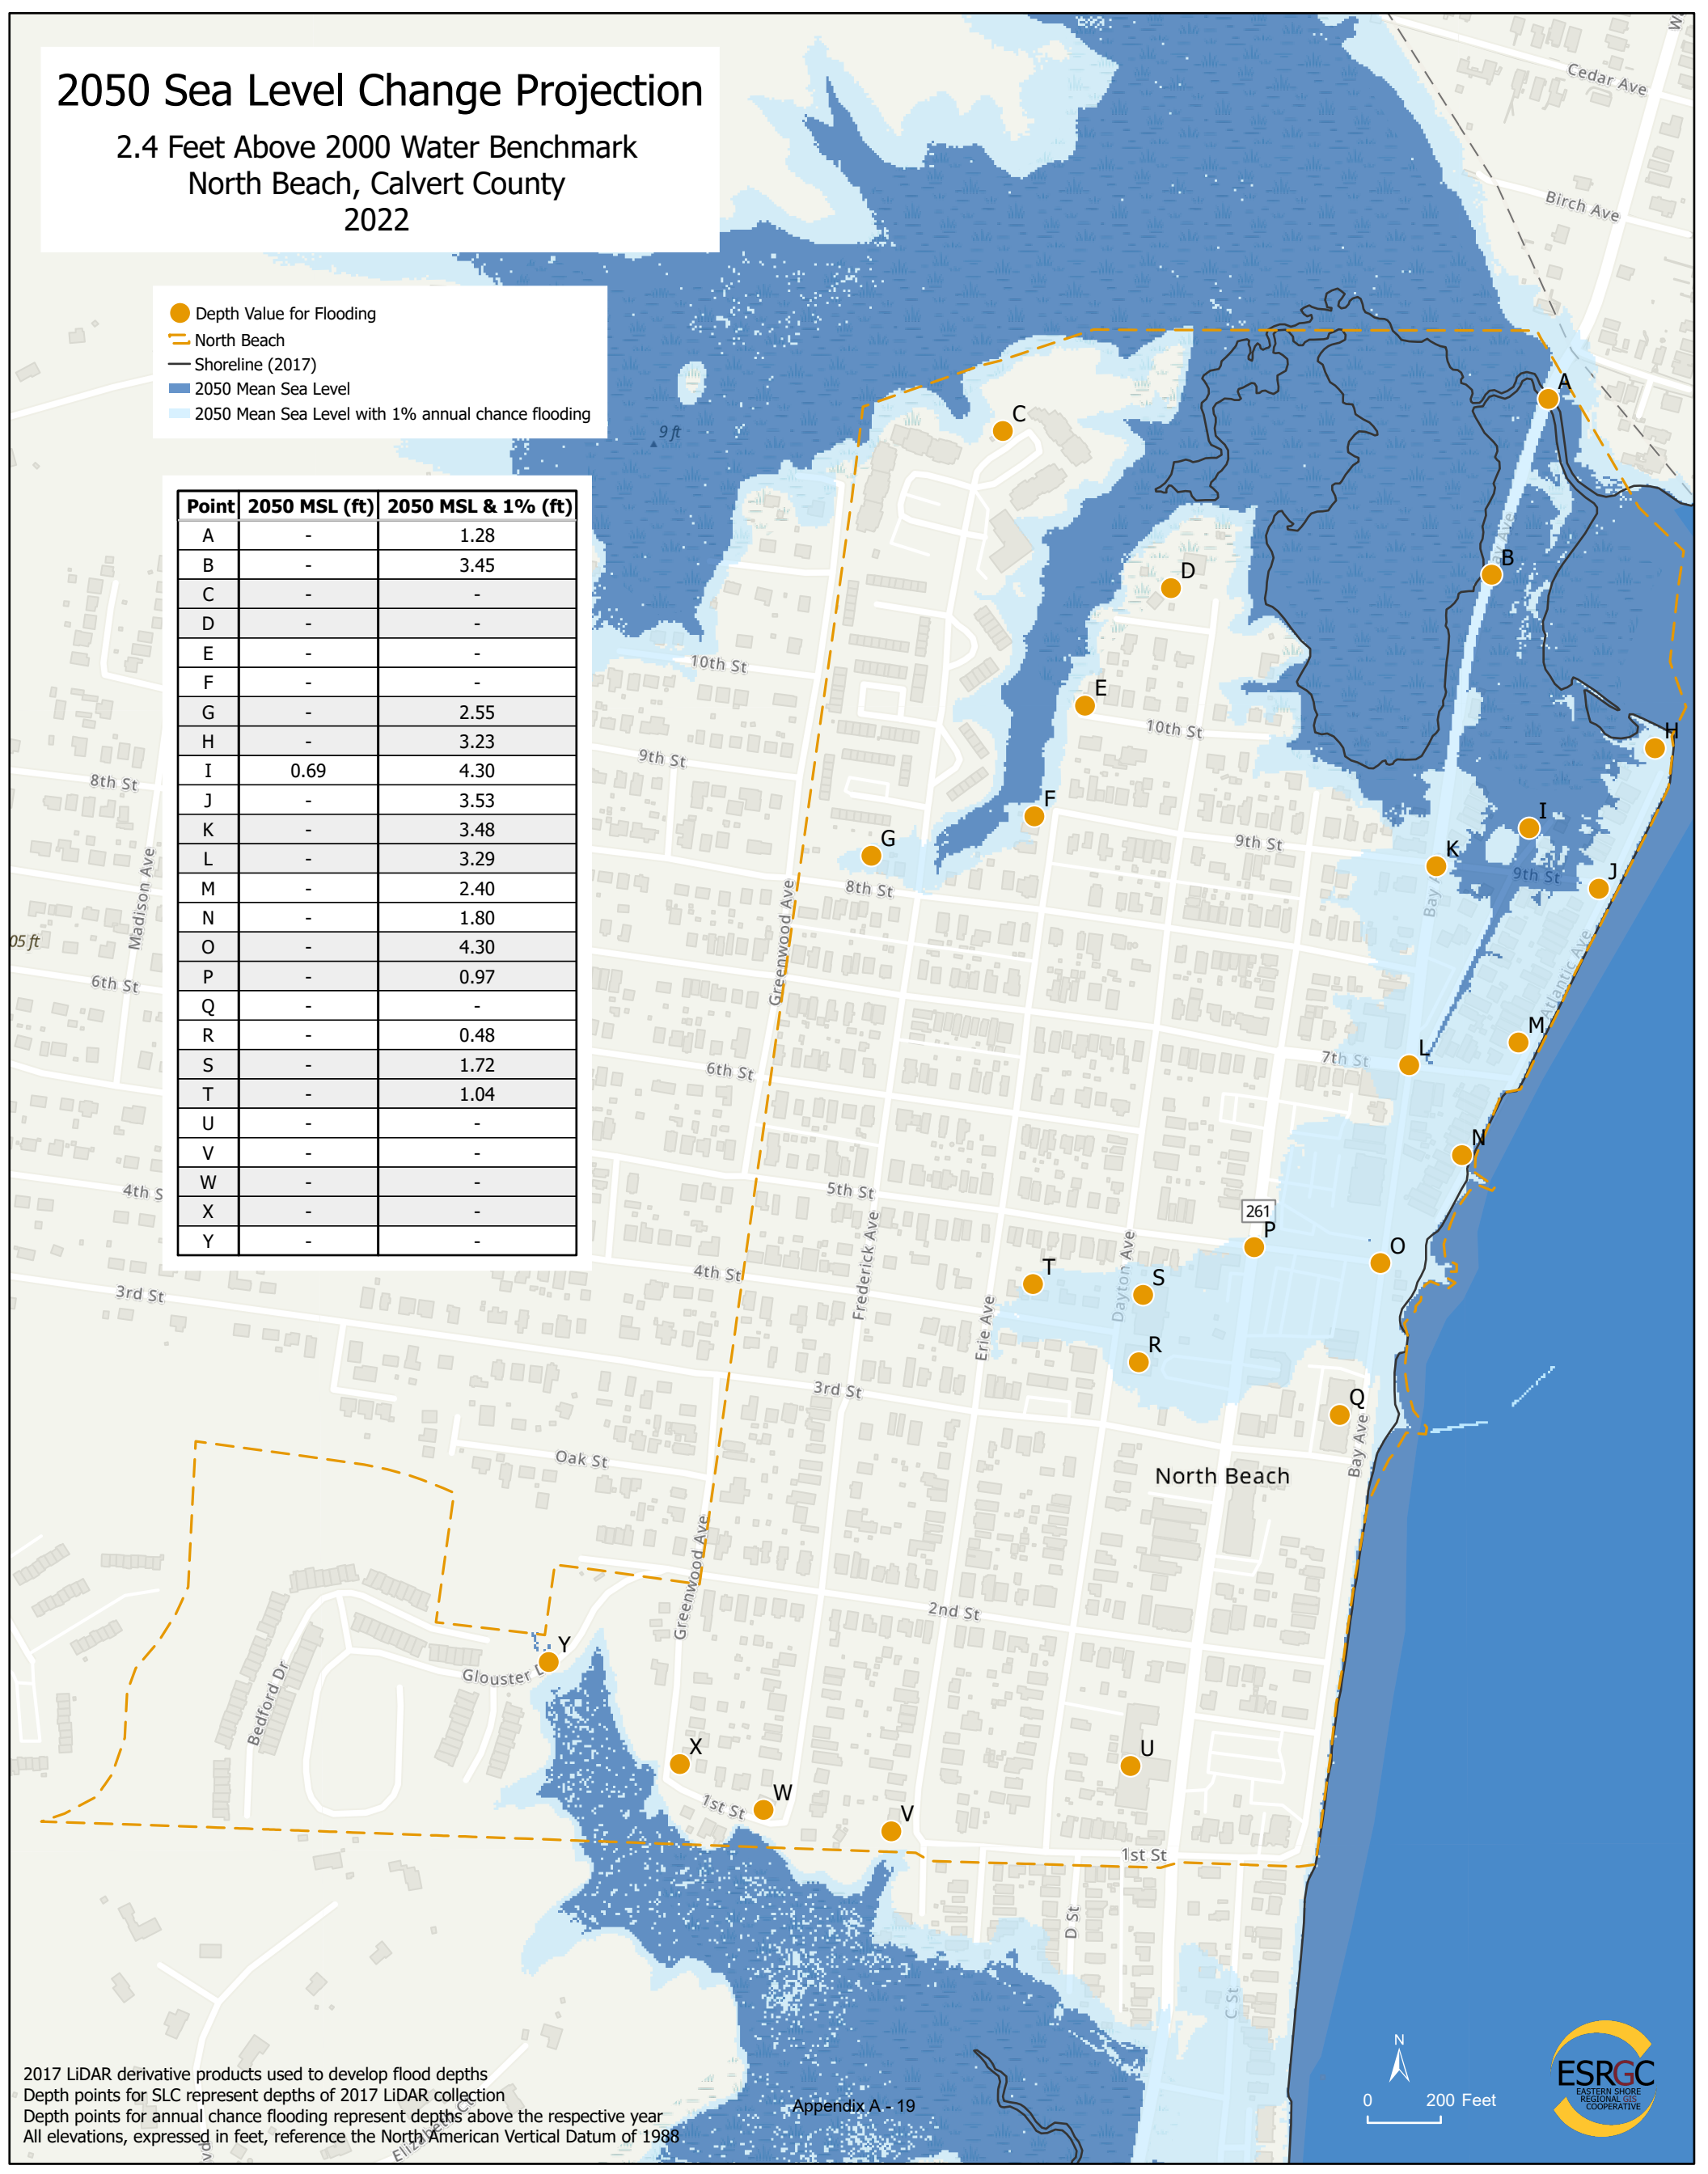 2050 Sea Level Change Projection
2.4 Feet Above 2000 Water Benchmark
North Beach, Calvert County
2022
Depth Value for Flooding
North Beach
Shoreline (2017)
2050 Mean Sea Level
2050 Mean Sea Level with 1% annual chance flooding
Point 2050 MSL (ft) 2050 MSL & 1% (ft)
A - 1.28
B - 3.45
C - -
D - -
E - -
F - -
G - 2.55
H - 3.23
I 0.69 4.30
J - 3.53
K - 3.48
L - 3.29
M - 2.40
N - 1.80
O - 4.30
P - 0.97
Q - -
R - 0.48
S - 1.72
T - 1.04
U - -
V - -
W - -
X - -
Y - -
Cedar Ave
Birch Ave
A
C
9 ft
B
D
10th St
E
10th St
H
9th St
8th St
F
I
G
9th St
K
9th St
J
8th St
Bay A
Madison Ave
Greenwood Ave
05 ft
6th St
Atlantic Ave
M
L
7th St
6th St
N
4th S
5th St
261
P
O
Frederick Ave
Dayton Ave
T
S
4th St
3rd St
Erie Ave
R
3rd St
Q
Bay Ave
Oak St
North Beach
Greenwood Ave
2nd St
Y
Glouster L
Bedford Dr
X
U
1st St
W
V
1st St
D St
C St
N
0 200 Feet
ESRGC
EASTERN SHORE
REGIONAL GIS
COOPERATIVE
2017 LiDAR derivative products used to develop flood depths
Depth points for SLC represent depths of 2017 LiDAR collection
Depth points for annual chance flooding represent depths above the respective year
All elevations, expressed in feet, reference the North American Vertical Datum of 1988
Elizabeth Ct
Appendix A - 19